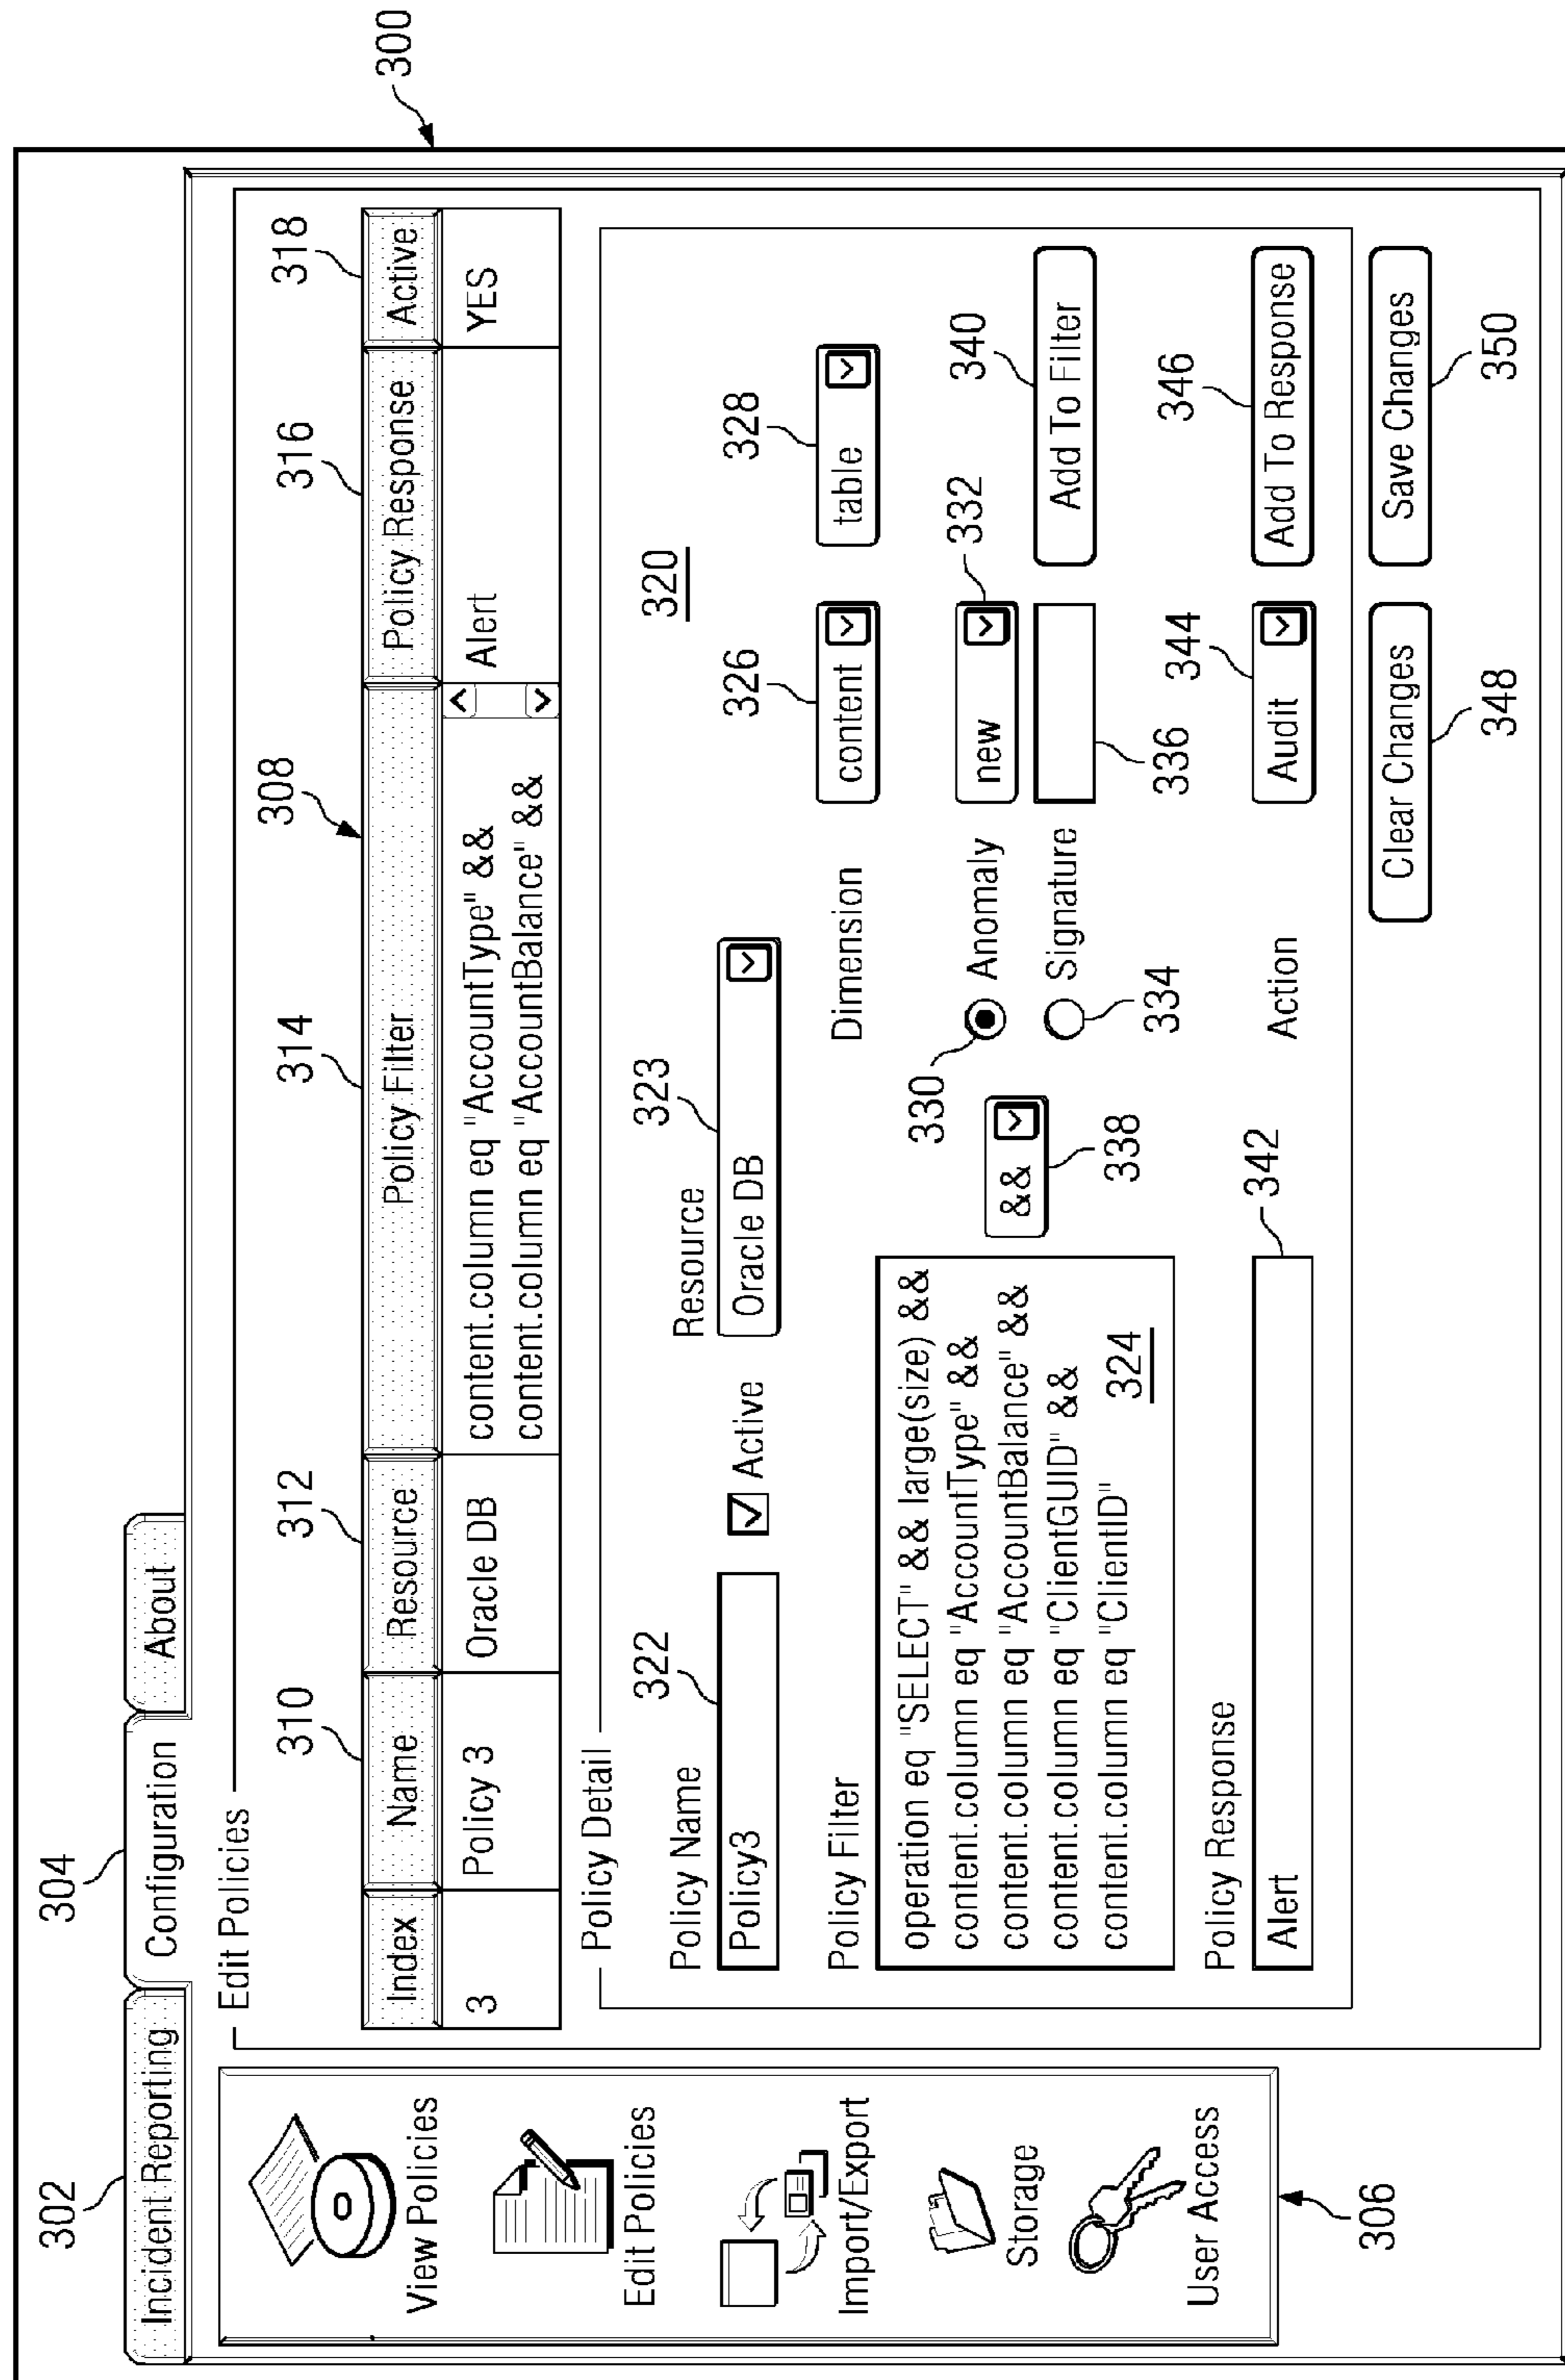 300
302
304
Incident Reporting
Configuration
About
View Policies
Edit Policies
Import/Export
Storage
User Access
306
Edit Policies
308
310
312
314
316
318
Index
Name
Resource
Policy Filter
Policy Response
Active
3
Policy 3
Oracle DB
content.column eq "AccountType" &&
content.column eq "AccountBalance" &&
Alert
YES
Policy Detail
320
Policy Name
322
Policy3
Active
Resource
323
Oracle DB
Dimension
326
content
328
table
Policy Filter
operation eq "SELECT" && large(size) &&
content.column eq "AccountType" &&
content.column eq "AccountBalance" &&
content.column eq "ClientGUID" &&
content.column eq "ClientID"
324
&&
338
330
Anomaly
new
332
Signature
334
336
340
Add To Filter
Policy Response
Alert
342
Action
344
Audit
346
Add To Response
Clear Changes
348
Save Changes
350